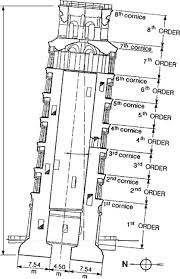 8th cornice
8th ORDER
7th cornice
7th ORDER
6th cornice
6th ORDER
5th cornice
5th ORDER
4th cornice
4th ORDER
3rd cornice
3rd ORDER
2nd cornice
2nd ORDER
1st cornice
1st ORDER
7.54 4.50 7.54
m m
N